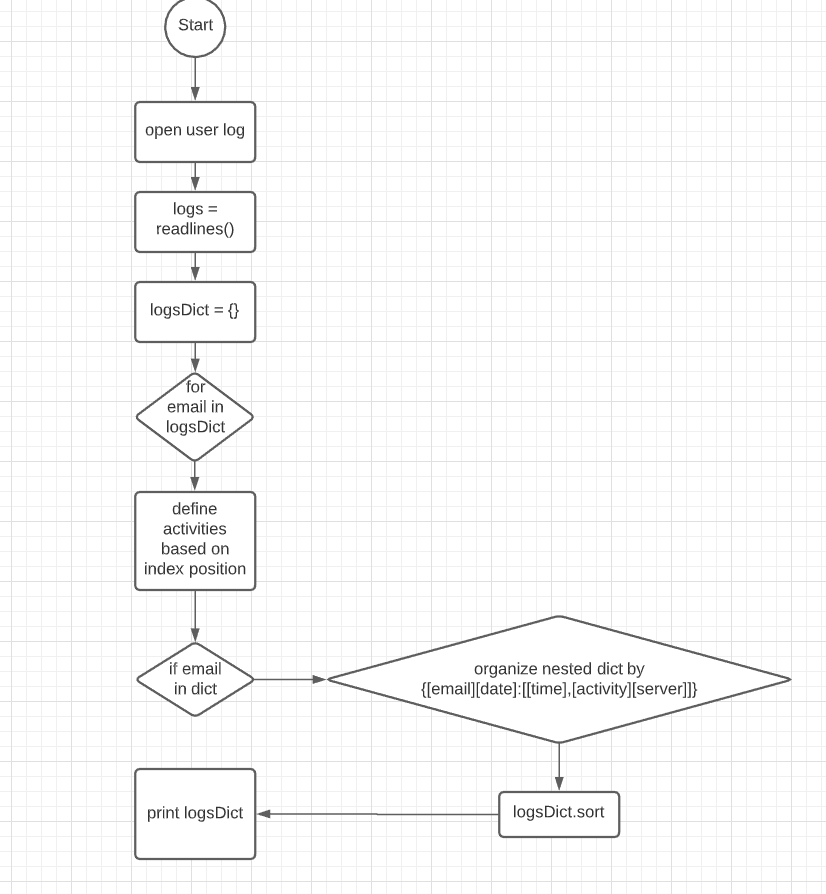 Start
open user log
logs =
readlines()
logsDict = {}
for
email in
logsDict
define
activities
based on
index position
if email
in dict
organize nested dict by
{[email][date]:[[time],[activity][server]]}
logsDict.sort
print logsDict